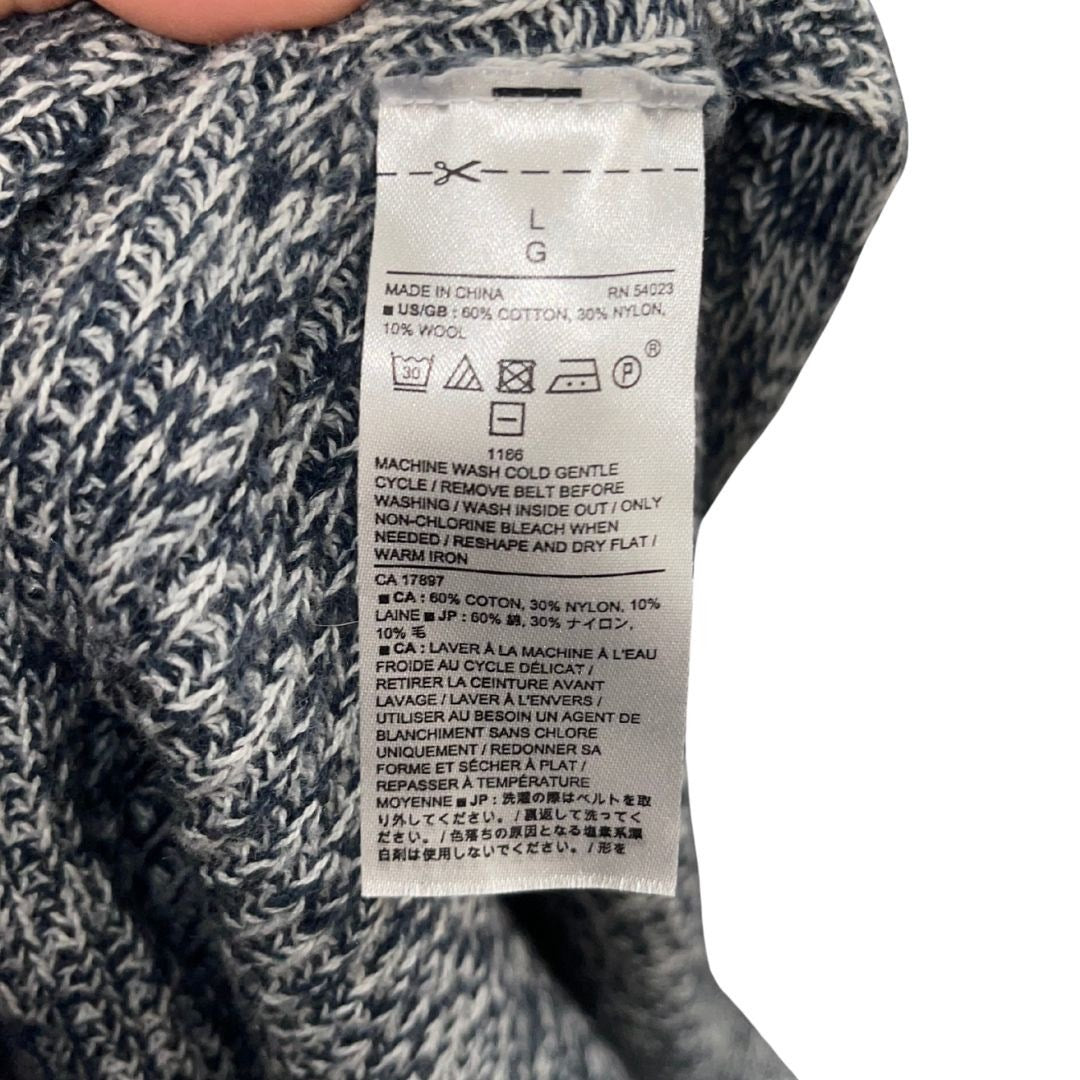 L
G
MADE IN CHINA RN 54023
■ US/GB : 60% COTTON, 30% NYLON,
10% WOOL
30 P ®
1166
MACHINE WASH COLD GENTLE
CYCLE / REMOVE BELT BEFORE
WASHING / WASH INSIDE OUT / ONLY
NON-CHLORINE BLEACH WHEN
NEEDED / RESHAPE AND DRY FLAT /
WARM IRON
CA 17897
■ CA : 60% COTON, 30% NYLON, 10%
LAINE ■ JP : 60% 綿, 30% ナイロン,
10% 毛
■ CA : LAVER À LA MACHINE À L'EAU
FROIDE AU CYCLE DÉLICAT /
RETIRER LA CEINTURE AVANT
LAVAGE / LAVER À L'ENVERS /
UTILISER AU BESOIN UN AGENT DE
BLANCHIMENT SANS CHLORE
UNIQUEMENT / REDONNER SA
FORME ET SÉCHER À PLAT /
REPASSER À TEMPÉRATURE
MOYENNE ■ JP : 洗濯の際はベルトを取
り外してください。/ 裏返して洗ってく
ださい。/ 色落ちの原因となる塩素系漂
白剤は使用しないでください。/ 形を